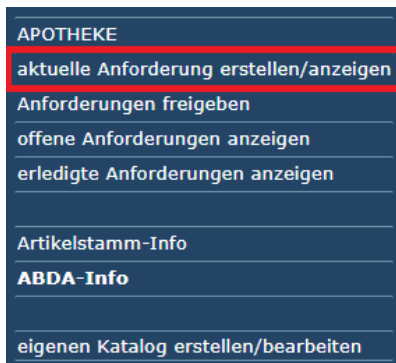 APOTHEKE
aktuelle Anforderung erstellen/anzeigen
Anforderungen freigeben
offene Anforderungen anzeigen
erledigte Anforderungen anzeigen
Artikelstamm-Info
ABDA-Info
eigenen Katalog erstellen/bearbeiten